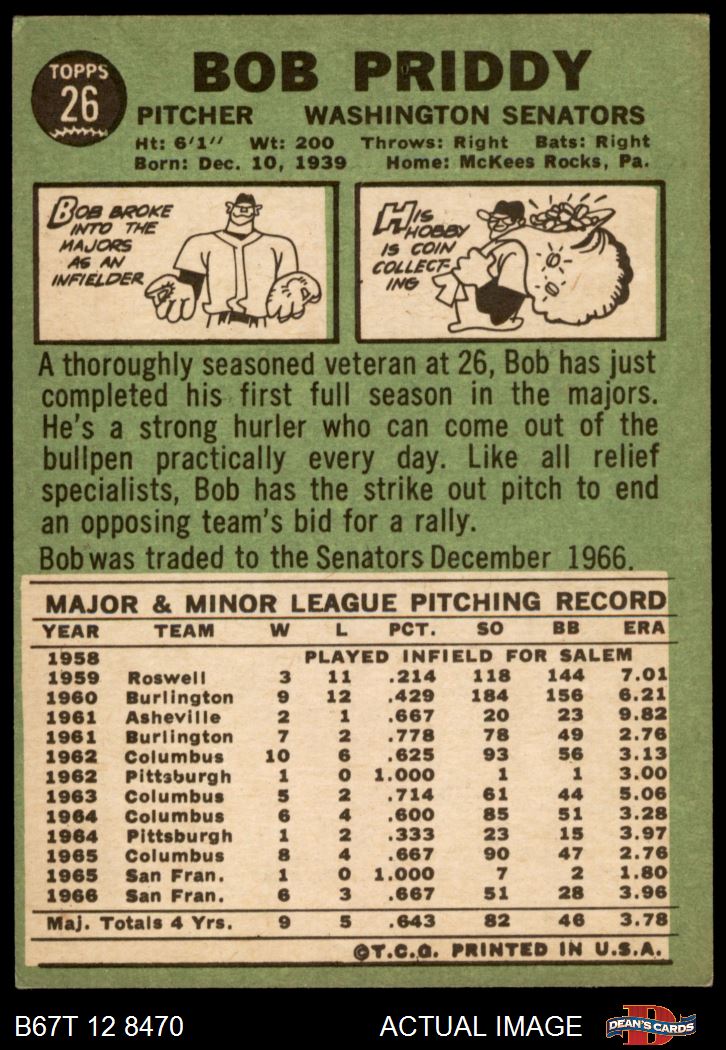 TOPPS
26
BOB PRIDDY
PITCHER WASHINGTON SENATORS
Ht: 6'1" Wt: 200 Throws: Right Bats: Right
Born: Dec. 10, 1939 Home: McKees Rocks, Pa.
BOB BROKE
INTO THE
MAJORS
AS AN
INFIELDER
HIS
HOBBY
IS COIN
COLLECT-
ING
A thoroughly seasoned veteran at 26, Bob has just
completed his first full season in the majors.
He's a strong hurler who can come out of the
bullpen practically every day. Like all relief
specialists, Bob has the strike out pitch to end
an opposing team's bid for a rally.
Bob was traded to the Senators December 1966.
MAJOR & MINOR LEAGUE PITCHING RECORD
YEAR TEAM W L PCT. SO BB ERA
1958 PLAYED INFIELD FOR SALEM
1959 Roswell 3 11 .214 118 144 7.01
1960 Burlington 9 12 .429 184 156 6.21
1961 Asheville 2 1 .667 20 23 9.82
1961 Burlington 7 2 .778 78 49 2.76
1962 Columbus 10 6 .625 93 56 3.13
1962 Pittsburgh 1 0 1.000 1 1 3.00
1963 Columbus 5 2 .714 61 44 5.06
1964 Columbus 6 4 .600 85 51 3.28
1964 Pittsburgh 1 2 .333 23 15 3.97
1965 Columbus 8 4 .667 90 47 2.76
1965 San Fran. 1 0 1.000 7 2 1.80
1966 San Fran. 6 3 .667 51 28 3.96
Maj. Totals 4 Yrs. 9 5 .643 82 46 3.78
©T.C.G. PRINTED IN U.S.A.
B67T 12 8470 ACTUAL IMAGE DEAN'S CARDS